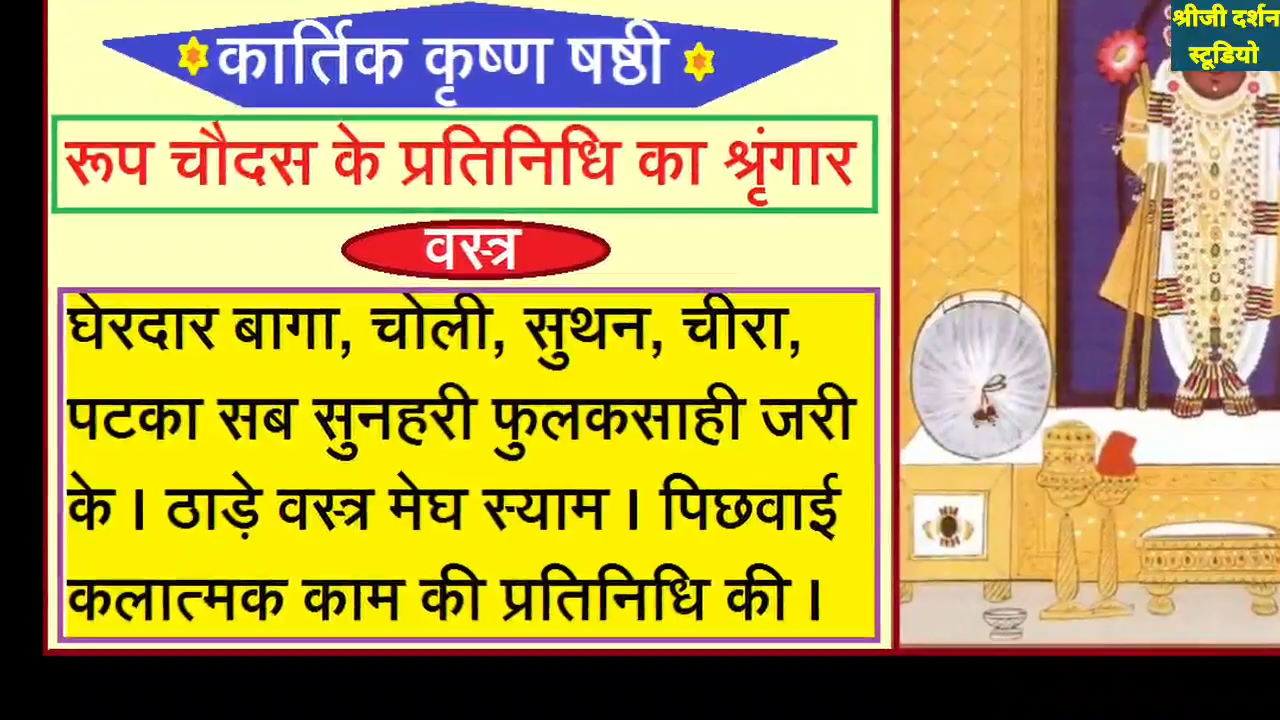 कार्तिक कृष्ण षष्ठी
श्रीजी दर्शन
स्टूडियो
रूप चौदस के प्रतिनिधि का श्रृंगार
वस्त्र
घेरदार बागा, चोली, सुथन, चीरा,
पटका सब सुनहरी फुलकसाही जरी
के । ठाड़े वस्त्र मेघ स्याम । पिछवाई
कलात्मक काम की प्रतिनिधि की ।